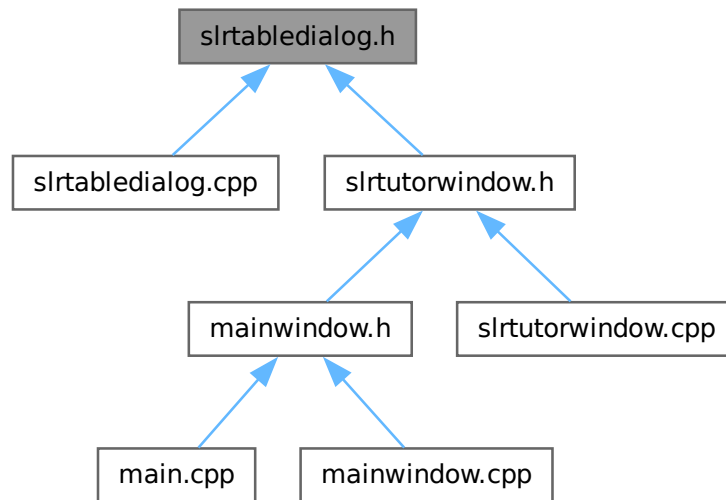 slrtabledialog.h
slrtabledialog.cpp
slrtutorwindow.h
mainwindow.h
slrtutorwindow.cpp
main.cpp
mainwindow.cpp